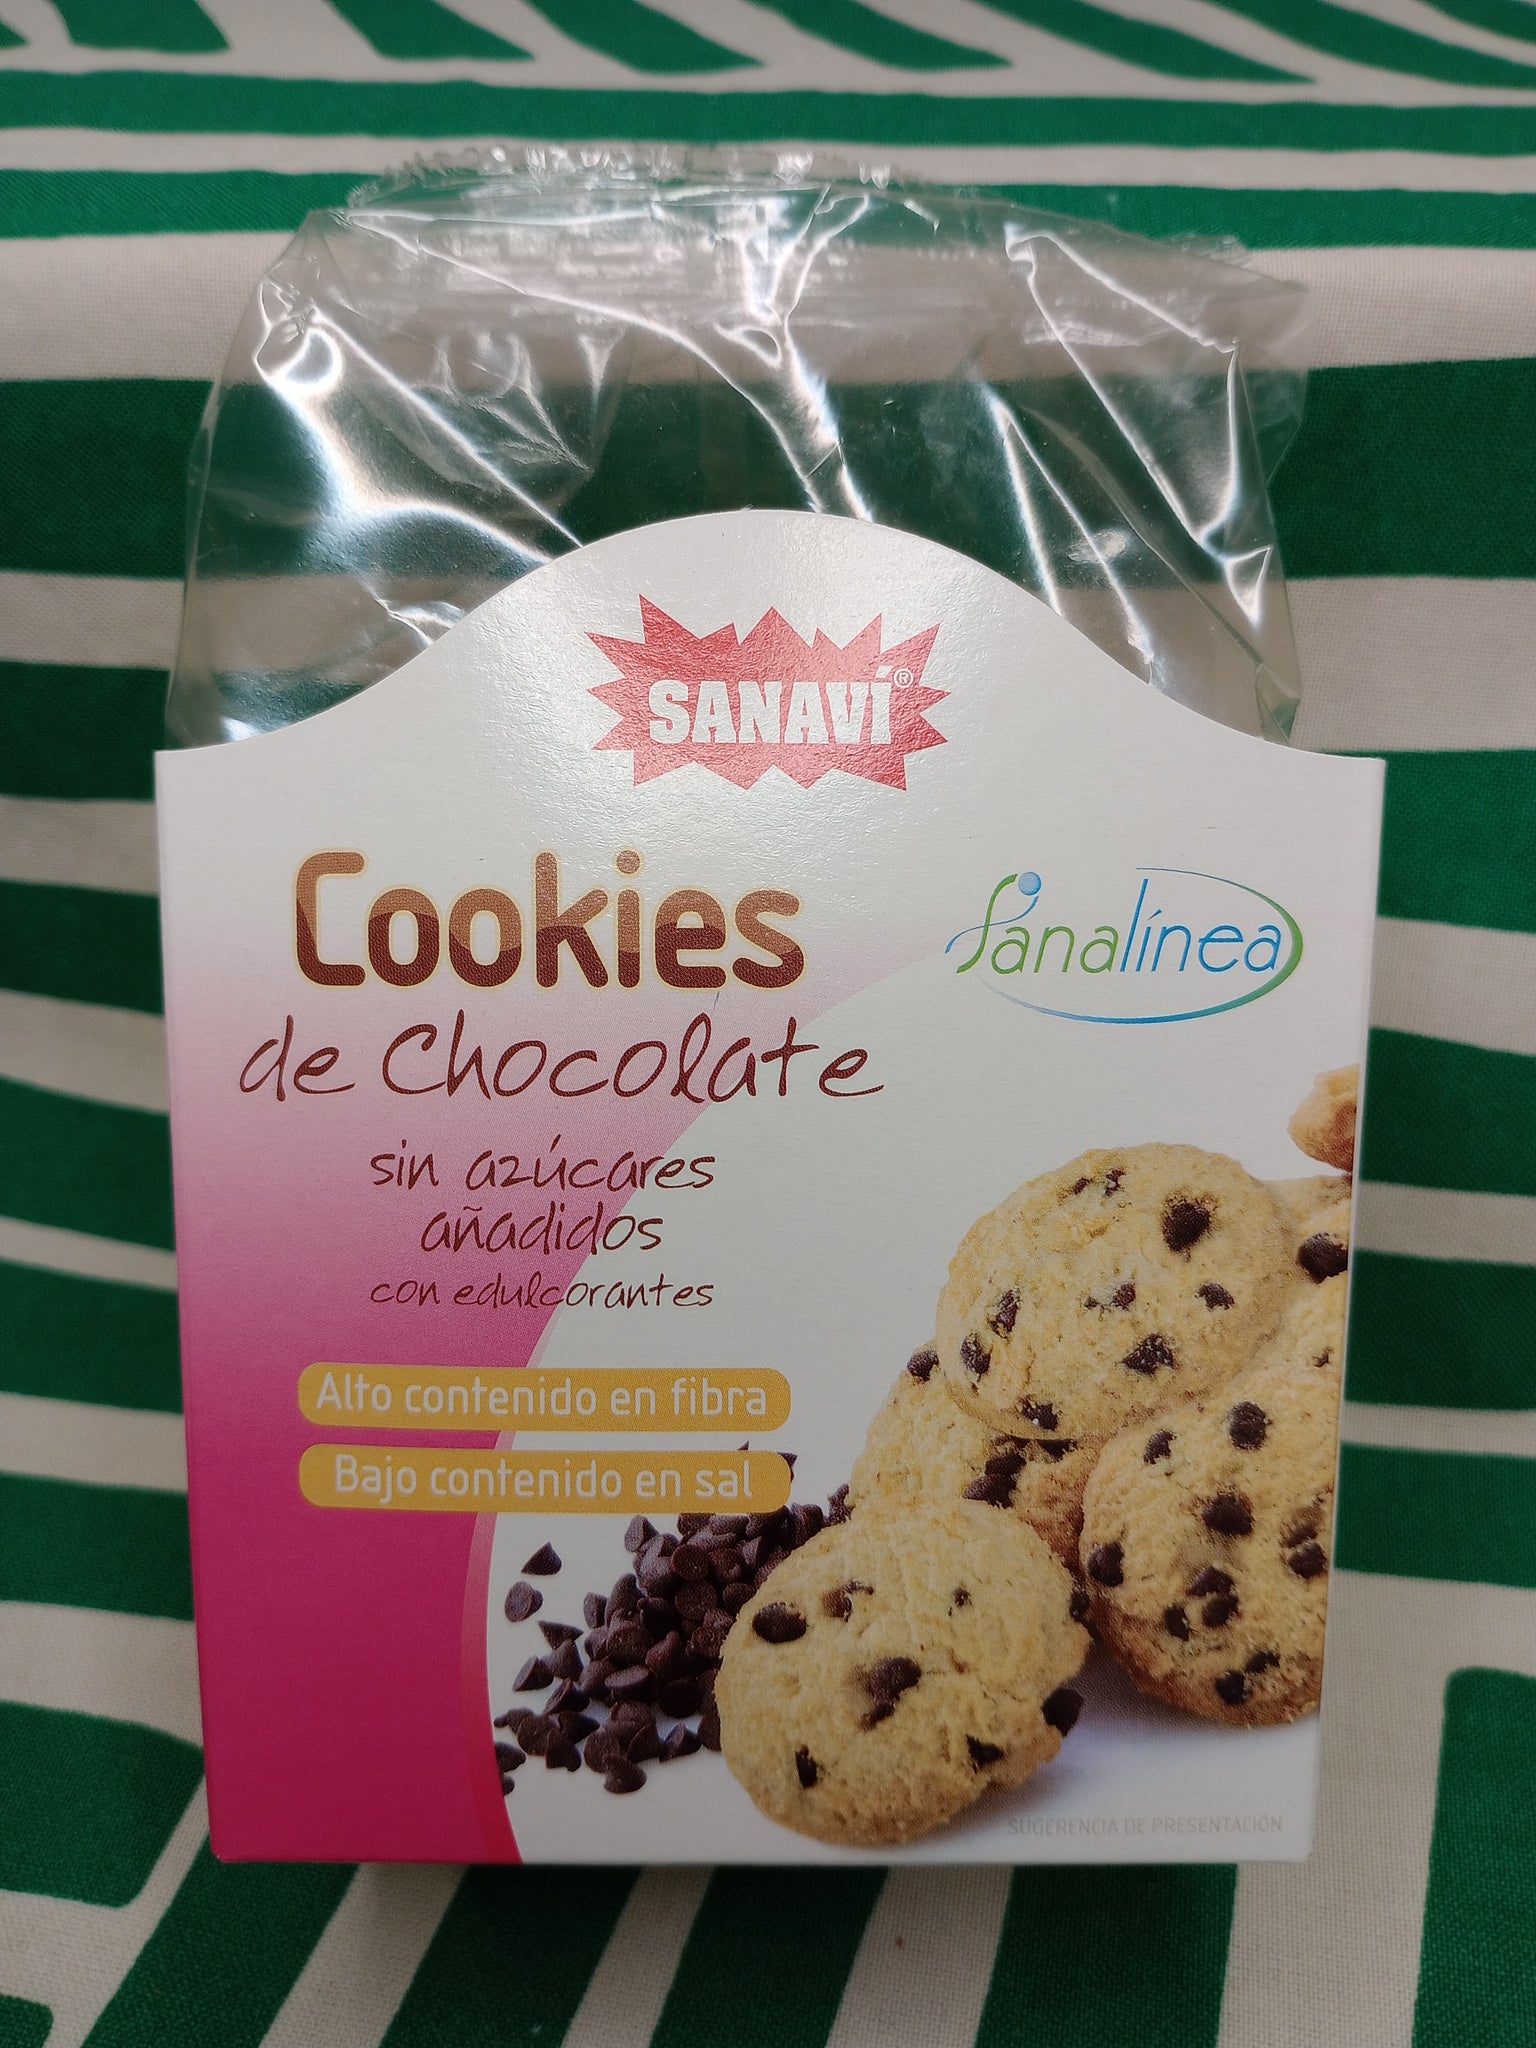 SANAVÍ®
Cookies
de Chocolate
sin azúcares
añadidos
con edulcorantes
Sanalínea
Alto contenido en fibra
Bajo contenido en sal
SUGERENCIA DE PRESENTACIÓN